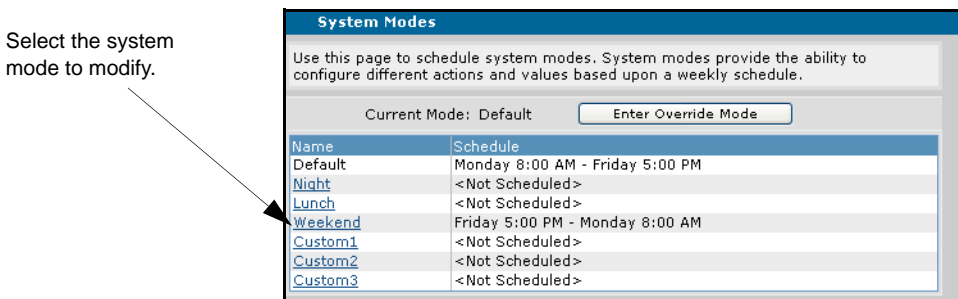 Select the system
mode to modify.
System Modes
Use this page to schedule system modes. System modes provide the ability to
configure different actions and values based upon a weekly schedule.
Current Mode: Default Enter Override Mode
Name Schedule
Default Monday 8:00 AM - Friday 5:00 PM
Night <Not Scheduled>
Lunch <Not Scheduled>
Weekend Friday 5:00 PM - Monday 8:00 AM
Custom1 <Not Scheduled>
Custom2 <Not Scheduled>
Custom3 <Not Scheduled>